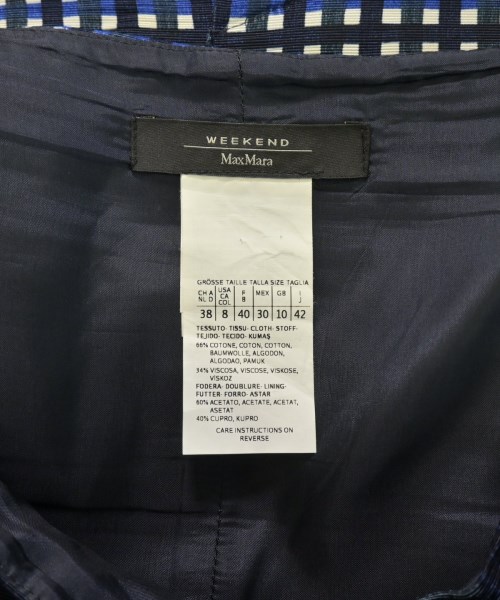 WEEKEND
MaxMara
GRÖSSE TAILLE TALLA SIZE TAGLIA
CH A NL D
USA CA COL
F B
MEX
GB
I J
38 8 40 30 10 42
TESSUTO- TISSU- CLOTH- STOFF-
TEJIDO- TECIDO- KUMAŞ
66% COTONE, COTON, COTTON,
BAUMWOLLE, ALGODON,
ALGODAO, PAMUK
34% VISCOSA, VISCOSE, VISKOSE,
VİSKOZ
FODERA- DOUBLURE- LINING-
FUTTER- FORRO- ASTAR
60% ACETATO, ACETATE, ACETAT,
ASETAT
40% CUPRO, KUPRO
CARE INSTRUCTIONS ON
REVERSE